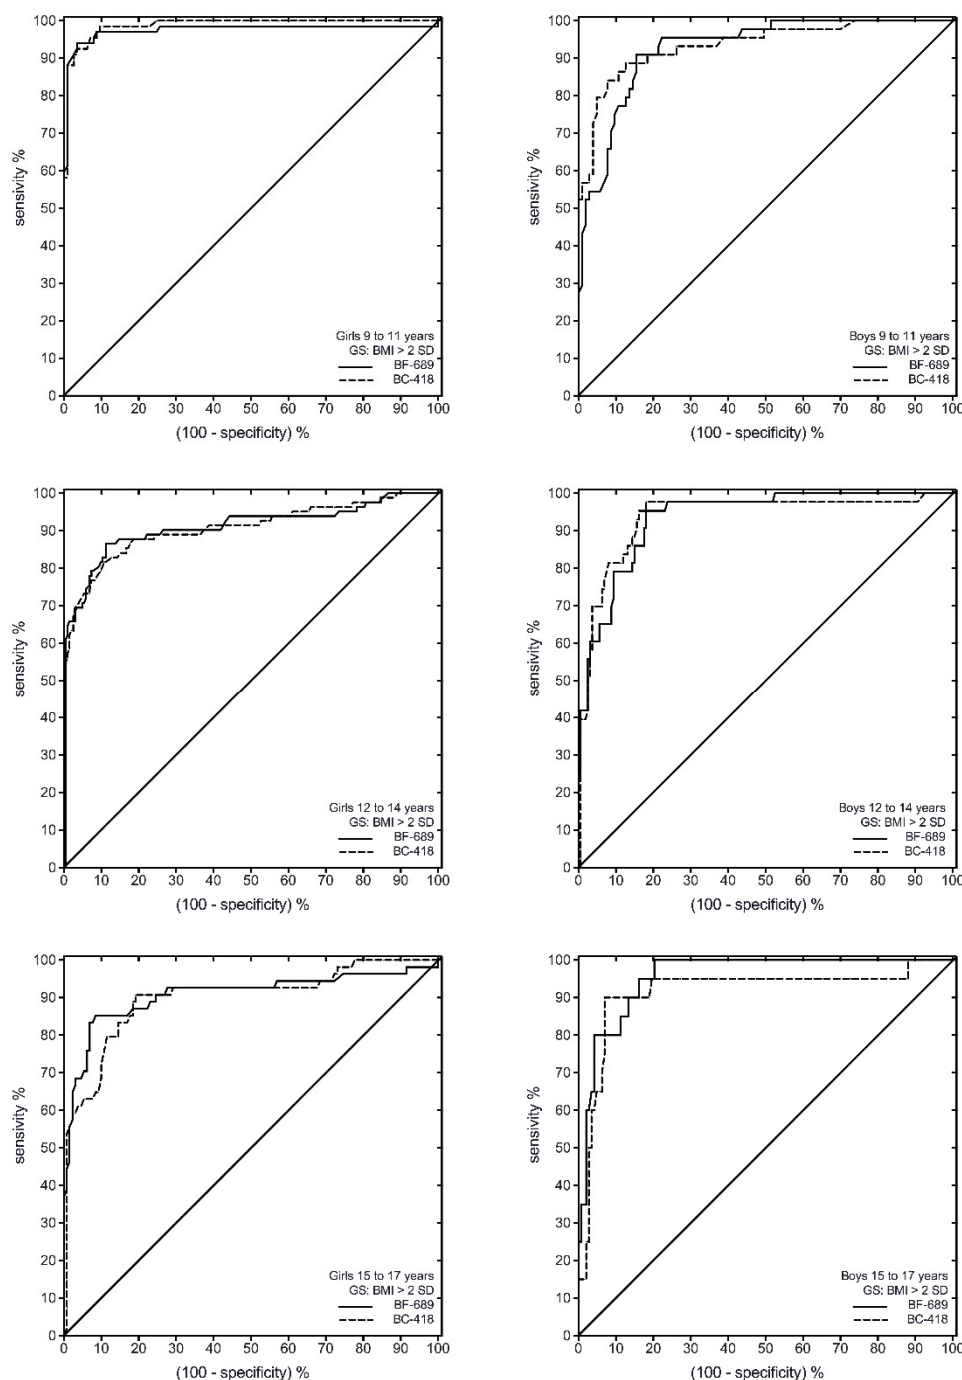 100
90
80
70
60
50
40
30
20
10
0
sensivity %
Girls 9 to 11 years
GS: BMI > 2 SD
BF-689
BC-418
0 10 20 30 40 50 60 70 80 90 100
(100 - specificity) %
100
90
80
70
60
50
40
30
20
10
0
sensivity %
Boys 9 to 11 years
GS: BMI > 2 SD
BF-689
BC-418
0 10 20 30 40 50 60 70 80 90 100
(100 - specificity) %
100
90
80
70
60
50
40
30
20
10
0
sensivity %
Girls 12 to 14 years
GS: BMI > 2 SD
BF-689
BC-418
0 10 20 30 40 50 60 70 80 90 100
(100 - specificity) %
100
90
80
70
60
50
40
30
20
10
0
sensivity %
Boys 12 to 14 years
GS: BMI > 2 SD
BF-689
BC-418
0 10 20 30 40 50 60 70 80 90 100
(100 - specificity) %
100
90
80
70
60
50
40
30
20
10
0
sensivity %
Girls 15 to 17 years
GS: BMI > 2 SD
BF-689
BC-418
0 10 20 30 40 50 60 70 80 90 100
(100 - specificity) %
100
90
80
70
60
50
40
30
20
10
0
sensivity %
Boys 15 to 17 years
GS: BMI > 2 SD
BF-689
BC-418
0 10 20 30 40 50 60 70 80 90 100
(100 - specificity) %